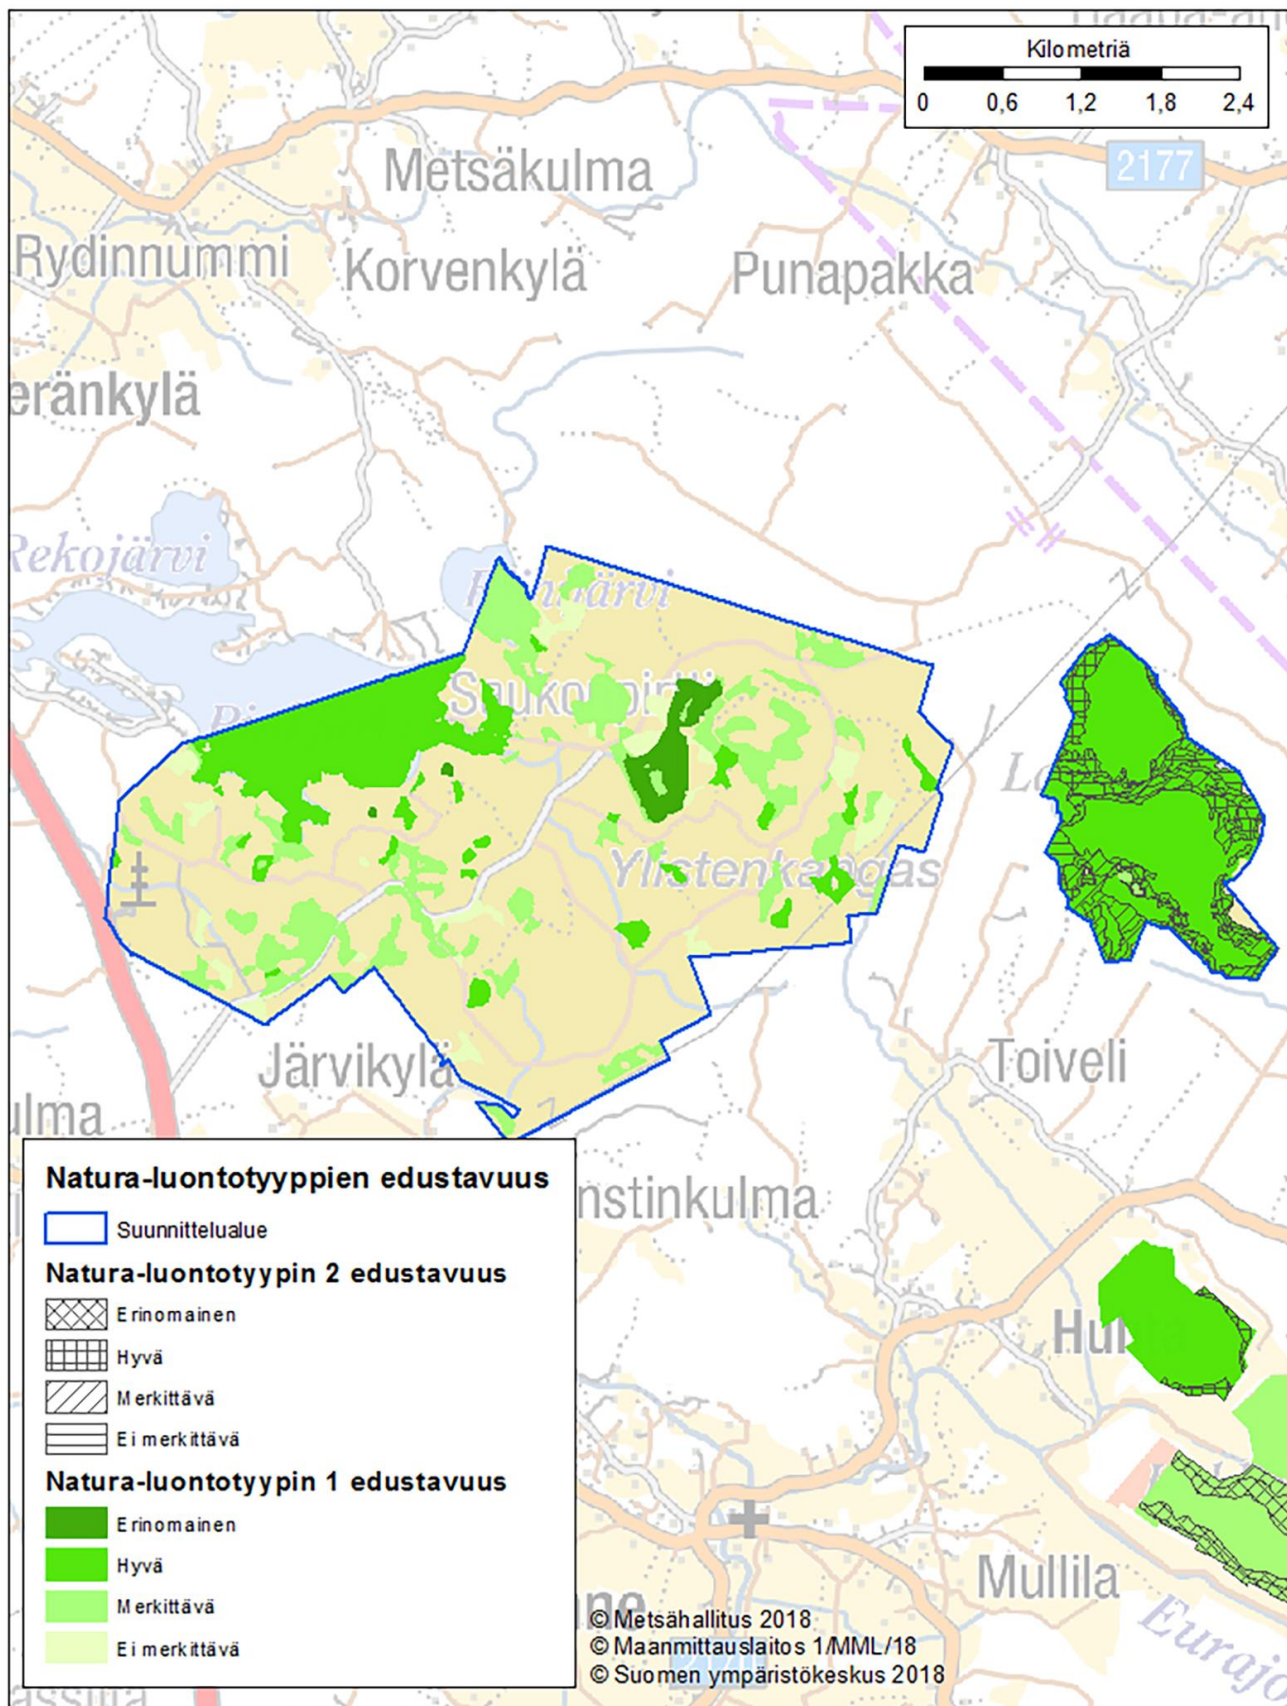 Kilometriä
0 0,6 1,2 1,8 2,4
Metsäkulma
2177
Rydinnummi
Korvenkylä
Punapakka
eränkylä
Rekojärvi
Ylistenkangas
Järvikylä
Toiveli
ulma
nstinkulma
Mullila
Natura-luontotyyppien edustavuus
Suunnittelualue
Natura-luontotyypin 2 edustavuus
Erinomainen
Hyvä
Merkittävä
Ei merkittävä
Natura-luontotyypin 1 edustavuus
Erinomainen
Hyvä
Merkittävä
Ei merkittävä
ne
Eurajo
© Metsähallitus 2018
© Maanmittauslaitos 1/MML/18
© Suomen ympäristökeskus 2018